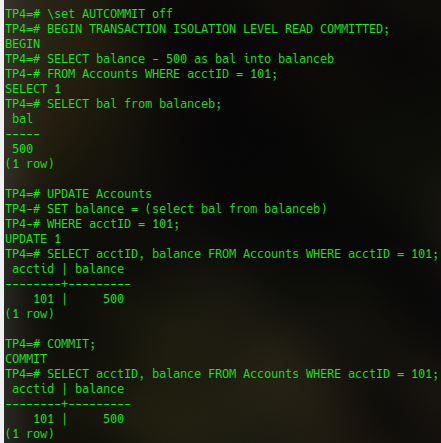 TP4=# \set AUTOCOMMIT off
TP4=# BEGIN TRANSACTION ISOLATION LEVEL READ COMMITTED;
BEGIN
TP4=# SELECT balance - 500 as bal into balanceb
TP4-# FROM Accounts WHERE acctID = 101;
SELECT 1
TP4=# SELECT bal from balanceb;
 bal
-----
 500
(1 row)

TP4=# UPDATE Accounts
TP4-# SET balance = (select bal from balanceb)
TP4-# WHERE acctID = 101;
UPDATE 1
TP4=# SELECT acctID, balance FROM Accounts WHERE acctID = 101;
 acctid | balance
--------+---------
    101 |     500
(1 row)

TP4=# COMMIT;
COMMIT
TP4=# SELECT acctID, balance FROM Accounts WHERE acctID = 101;
 acctid | balance
--------+---------
    101 |     500
(1 row)